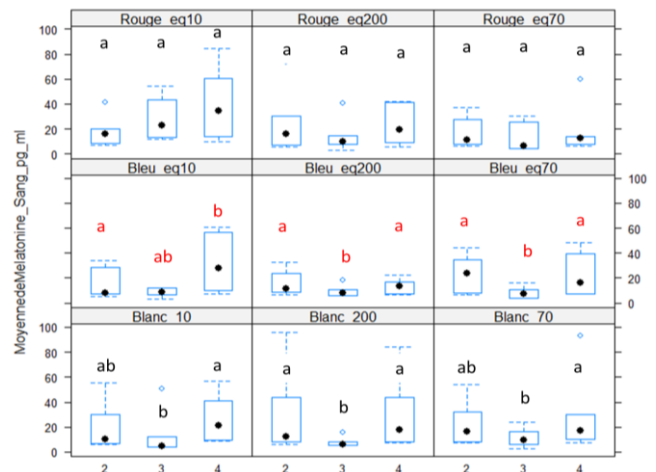 Rouge_eq10 Rouge_eq200 Rouge_eq70
100
80
60
40
20
0
a a a a a a a a a
Bleu_eq10 Bleu_eq200 Bleu_eq70
100
80
60
40
20
0
a ab b a b a a b a
Blanc_10 Blanc_200 Blanc_70
100
80
60
40
20
0
ab b a a b a ab b a
2 3 4 2 3 4 2 3 4
MoyennedeMelatonine_Sang_pg_ml